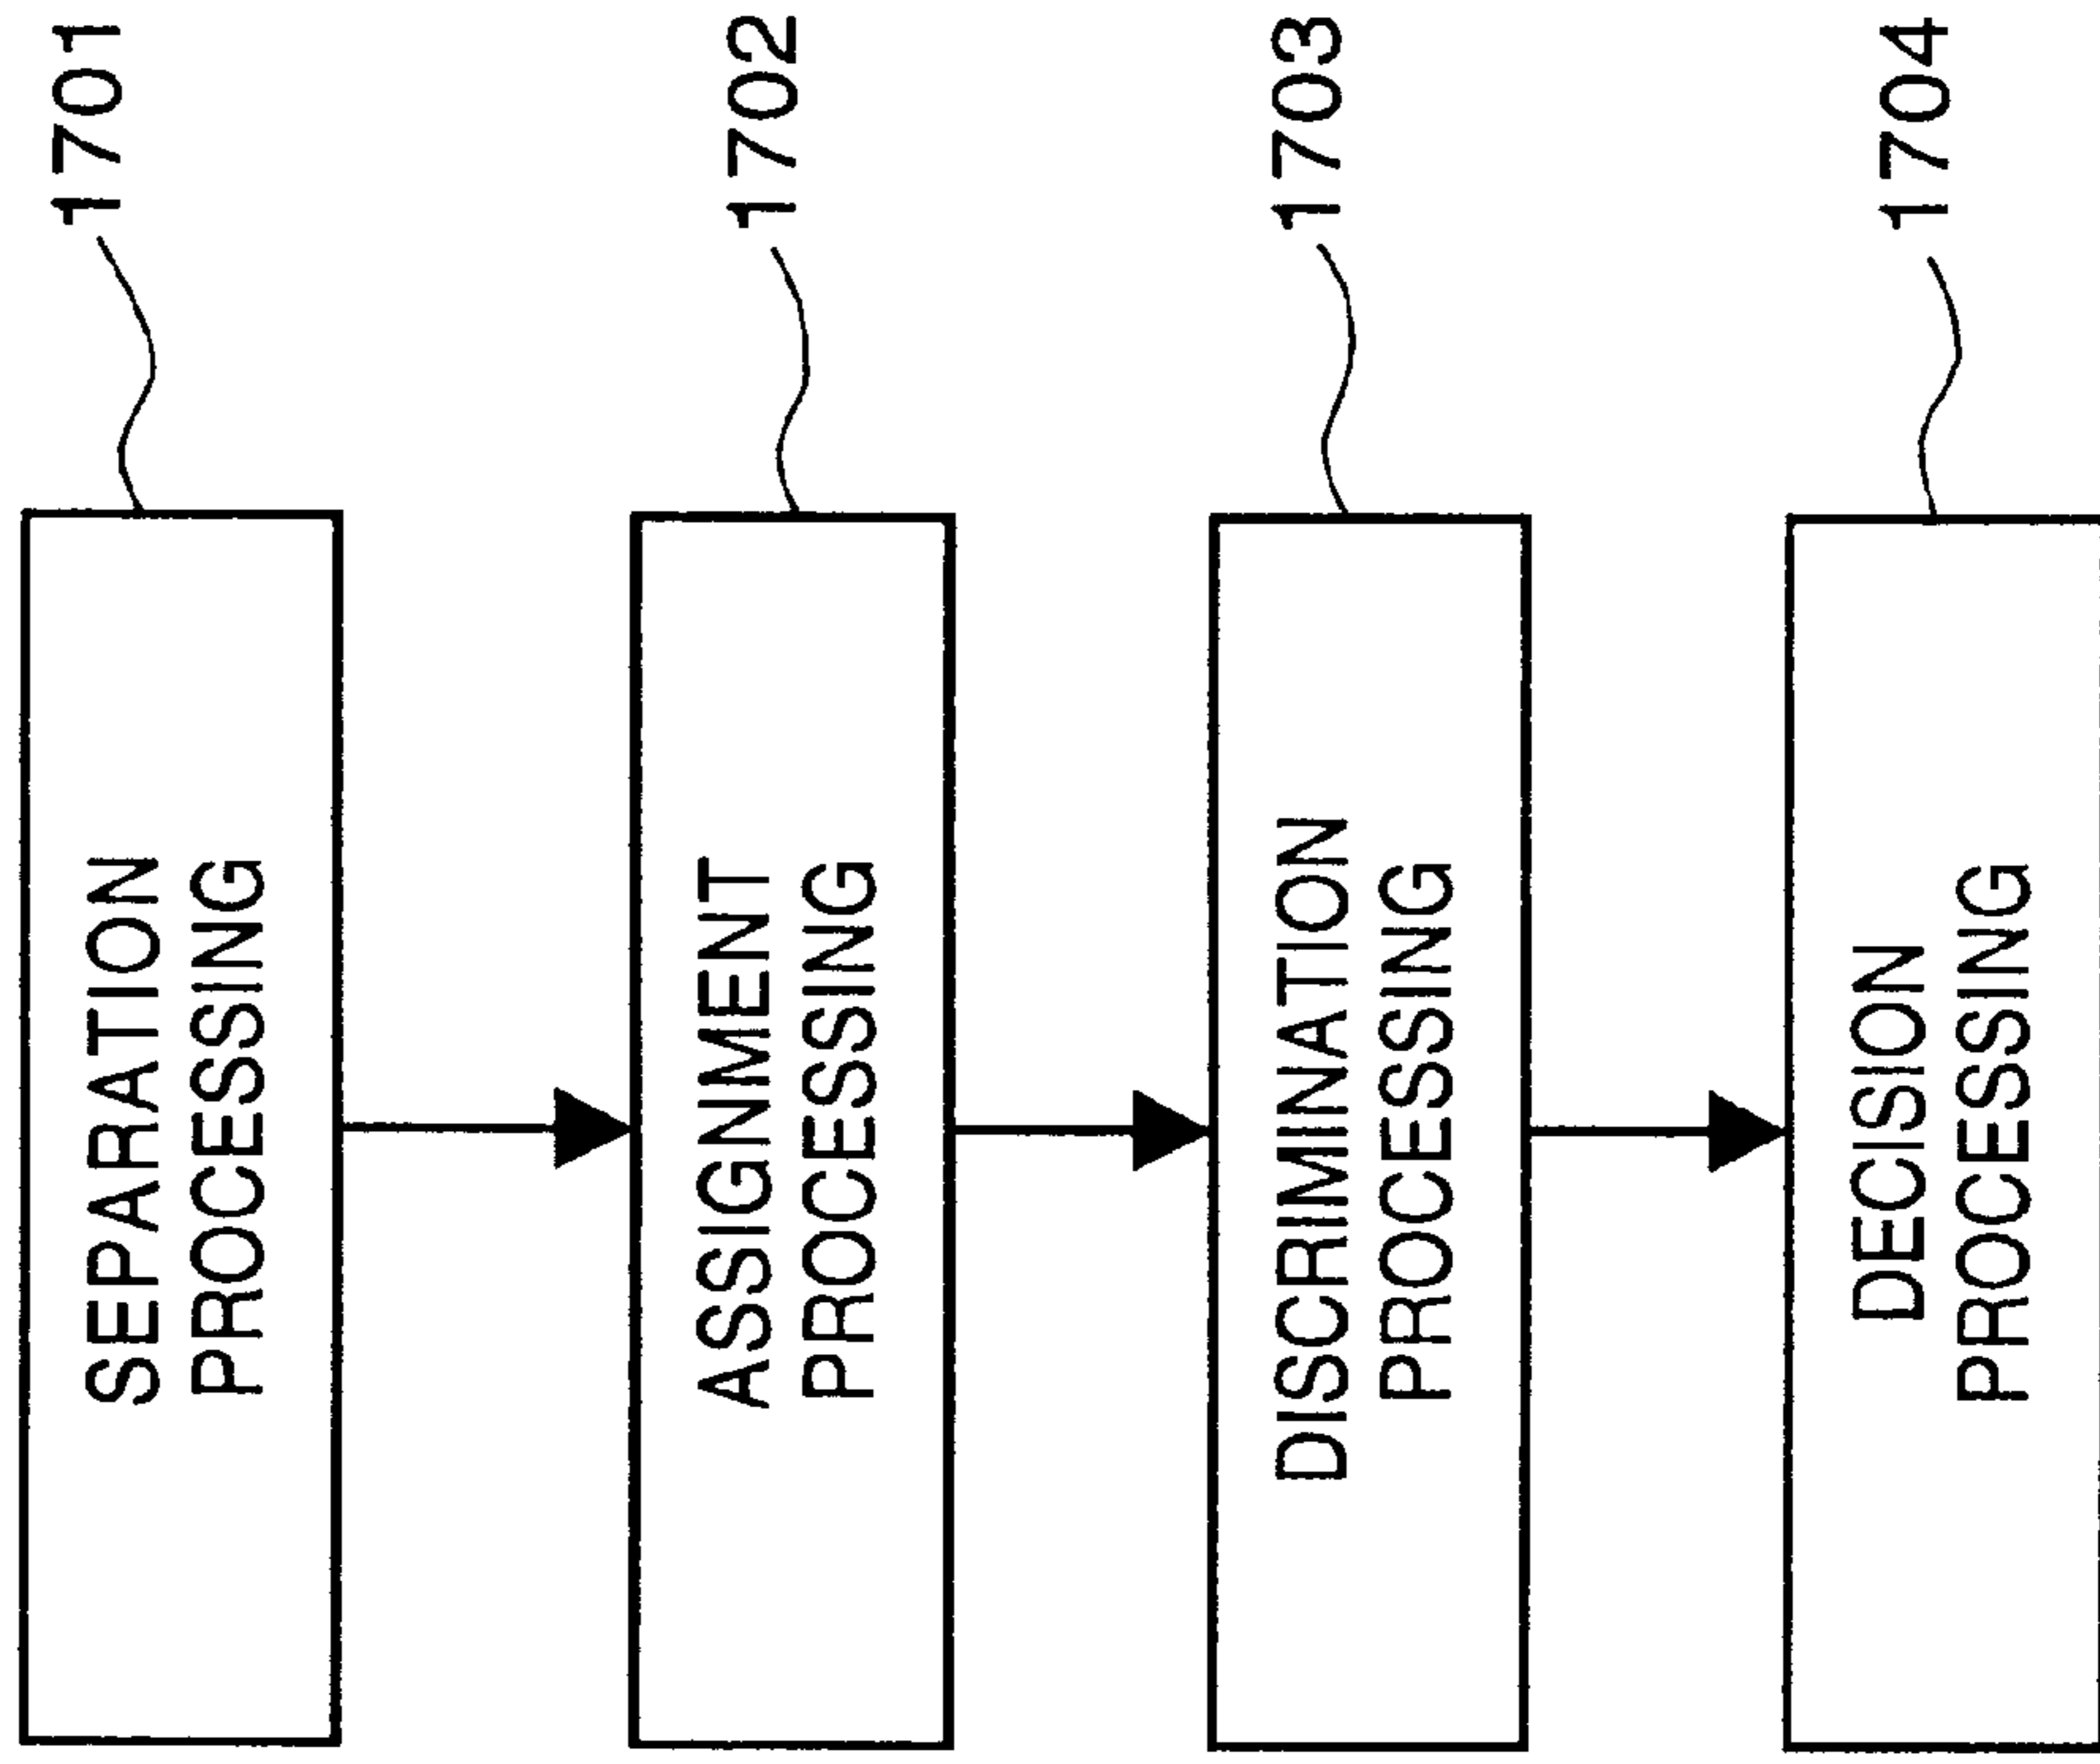 SEPARATION
PROCESSING
1701
ASSIGNMENT
PROCESSING
1702
DISCRIMINATION
PROCESSING
1703
DECISION
PROCESSING
1704